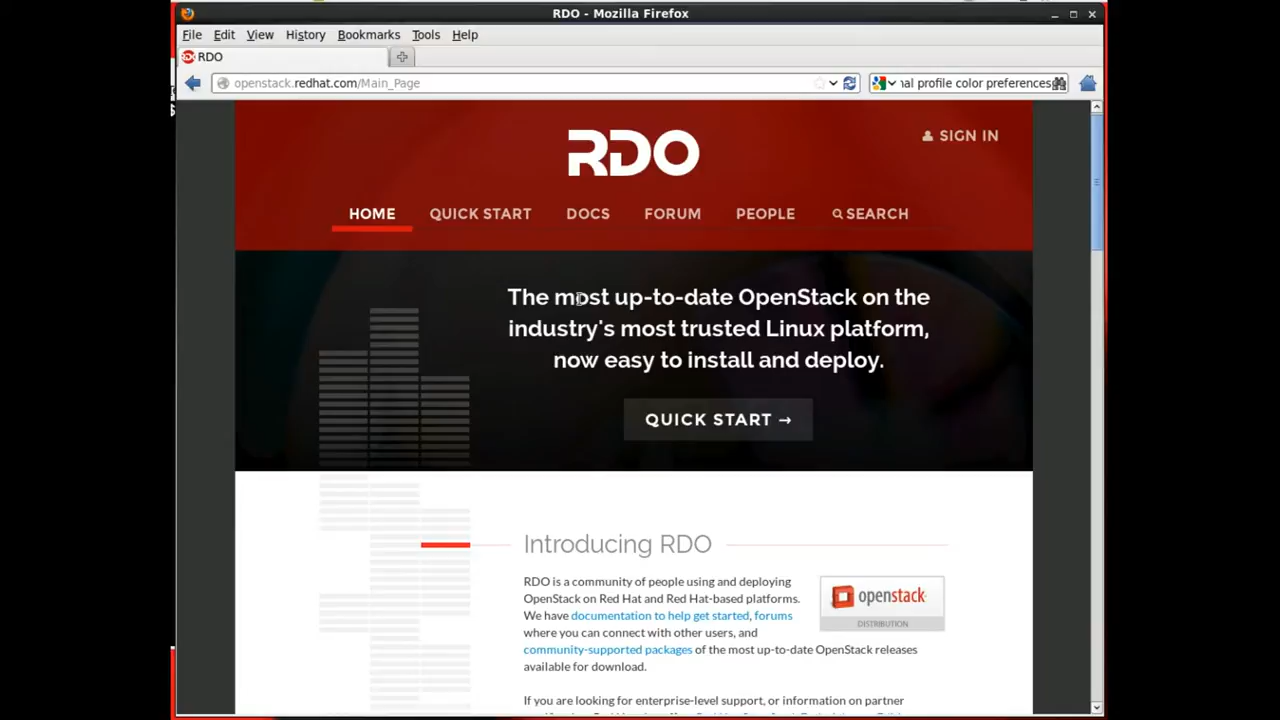 RDO - Mozilla Firefox
File Edit View History Bookmarks Tools Help
RDO
openstack.redhat.com/Main_Page
nal profile color preferences
SIGN IN
RDO
HOME QUICK START DOCS FORUM PEOPLE SEARCH
The most up-to-date OpenStack on the
industry's most trusted Linux platform,
now easy to install and deploy.
QUICK START →
Introducing RDO
RDO is a community of people using and deploying
OpenStack on Red Hat and Red Hat-based platforms.
We have documentation to help get started, forums
where you can connect with other users, and
community-supported packages of the most up-to-date OpenStack releases
available for download.
openstack
DISTRIBUTION
If you are looking for enterprise-level support, or information on partner